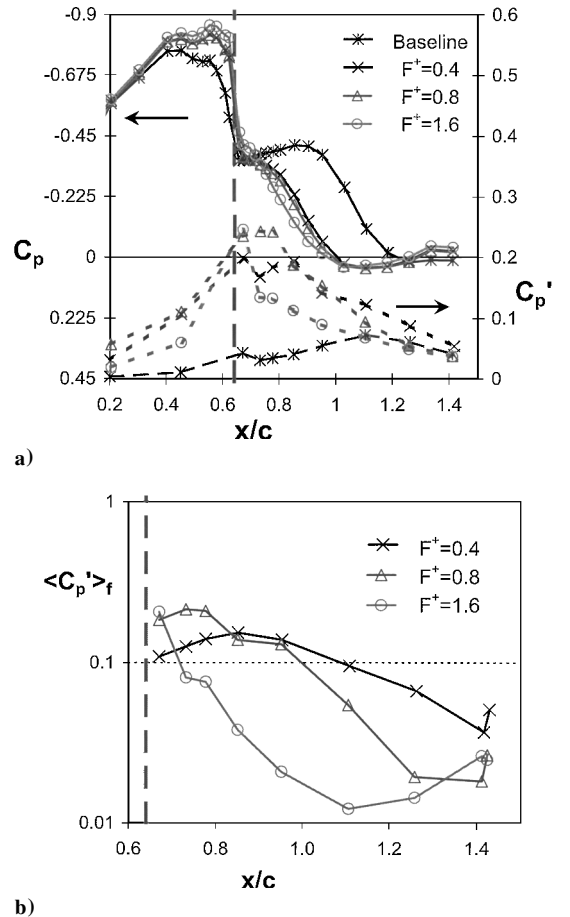 -0.9
-0.675
-0.45
-0.225
0
0.225
0.45
Cp
0.6
0.5
0.4
0.3
0.2
0.1
0
Cp'
Baseline
F+=0.4
F+=0.8
F+=1.6
0.2 0.4 0.6 0.8 1 1.2 1.4
x/c
a)
1
0.1
0.01
<Cp'>f
F+=0.4
F+=0.8
F+=1.6
0.6 0.8 1.0 1.2 1.4
x/c
b)